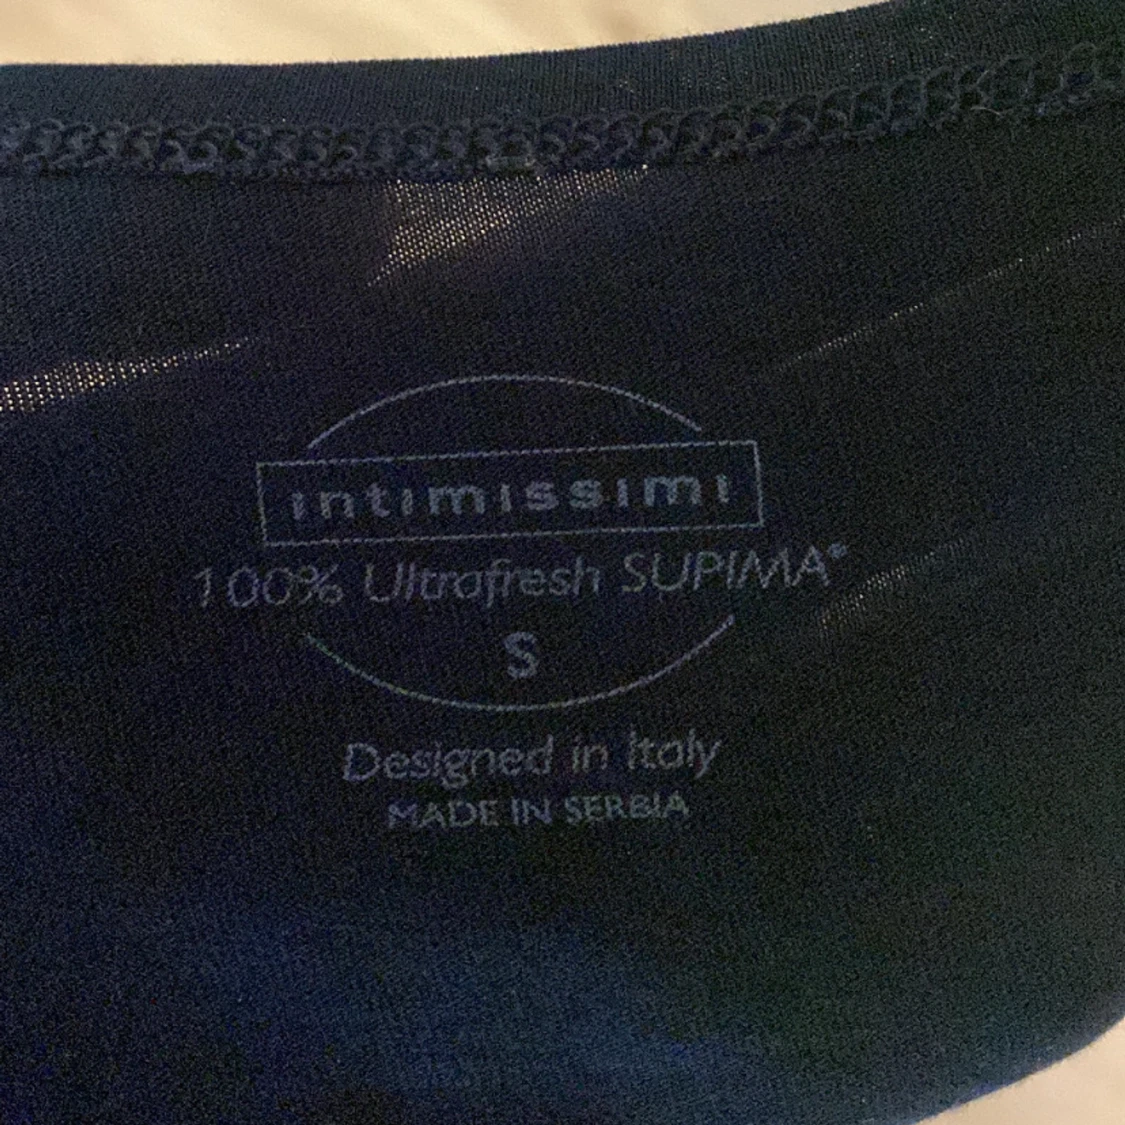 intimissimi
100% Ultrafresh SUPIMA®
S
Designed in Italy
MADE IN SERBIA